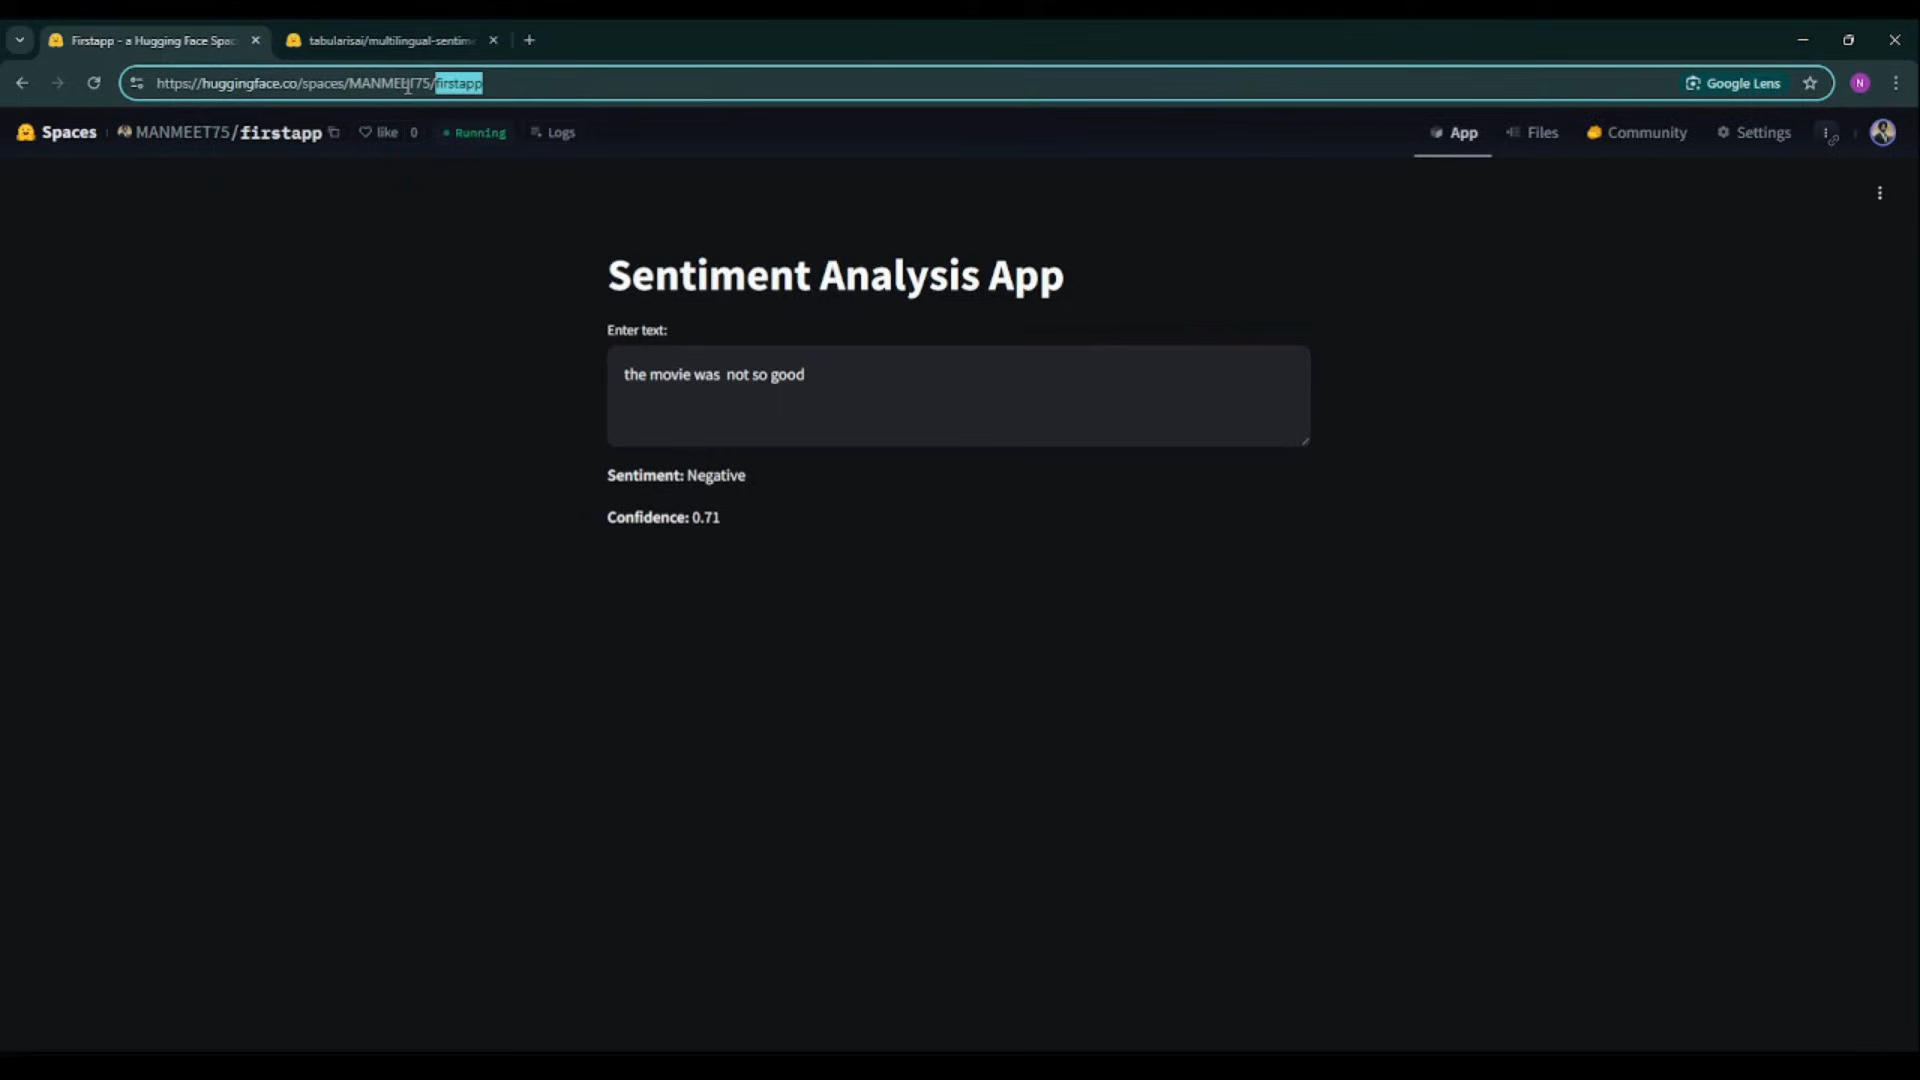 Firstapp - a Hugging Face Spac
tabularisai/multilingual-sentim
https://huggingface.co/spaces/MANMEET75/firstapp
Google Lens
N
Spaces
MANMEET75/firstapp
like 0
Running
Logs
App
Files
Community
Settings
Sentiment Analysis App
Enter text:
the movie was  not so good
Sentiment: Negative
Confidence: 0.71